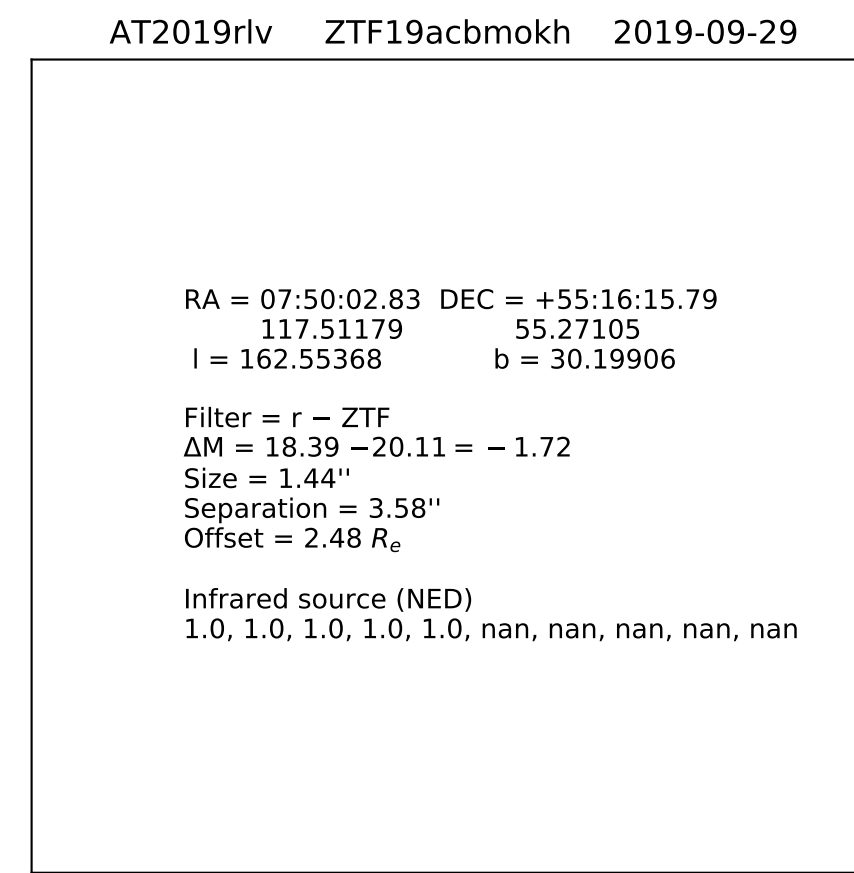 AT2019rlv ZTF19acbmokh 2019-09-29
RA = 07:50:02.83 DEC = +55:16:15.79
117.51179 55.27105
l = 162.55368 b = 30.19906
Filter = r − ZTF
ΔM = 18.39 −20.11 = − 1.72
Size = 1.44''
Separation = 3.58''
Offset = 2.48 Re
Infrared source (NED)
1.0, 1.0, 1.0, 1.0, 1.0, nan, nan, nan, nan, nan